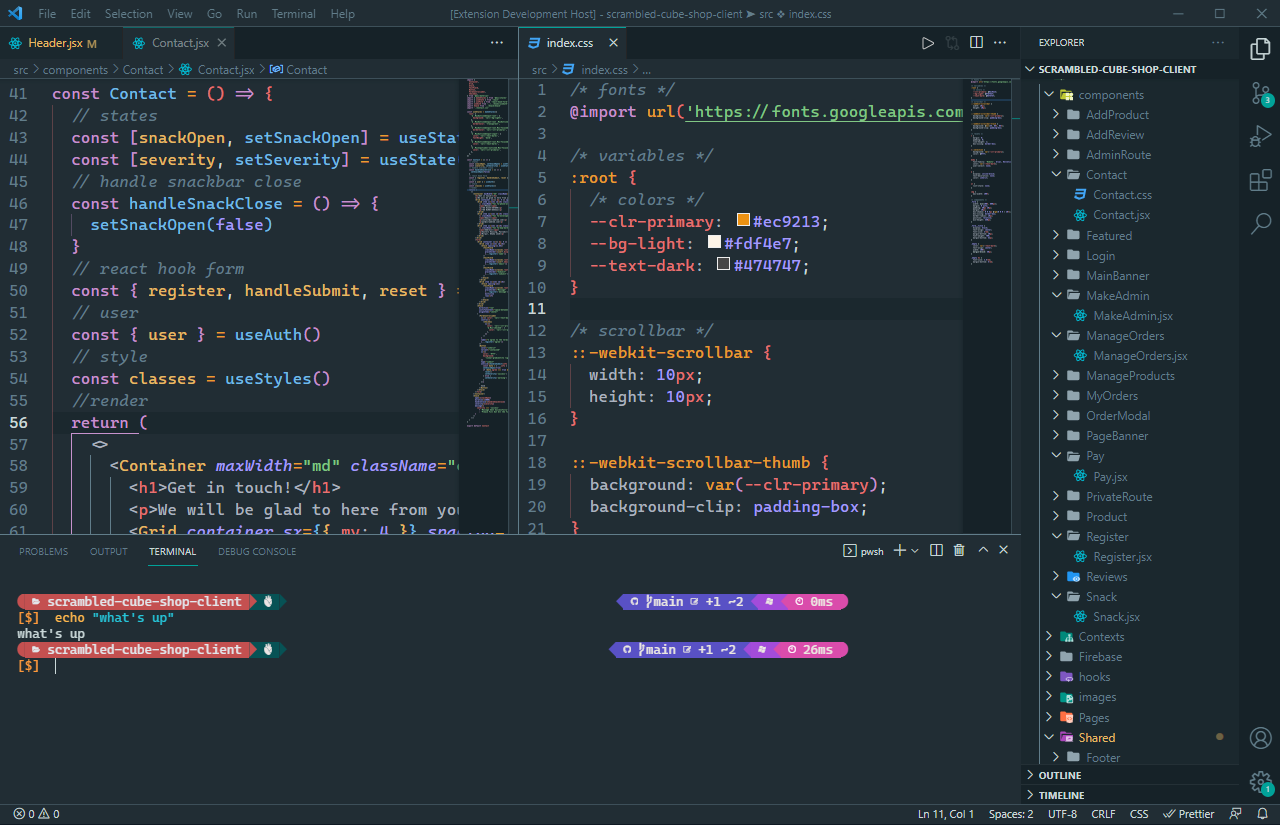 File Edit Selection View Go Run Terminal Help [Extension Development Host] - scrambled-cube-shop-client ➤ src ❖ index.css
Header.jsx M Contact.jsx
src > components > Contact > Contact.jsx > Contact
41 const Contact = () => {
42 // states
43 const [snackOpen, setSnackOpen] = useSta
44 const [severity, setSeverity] = useState
45 // handle snackbar close
46 const handleSnackClose = () => {
47 setSnackOpen(false)
48 }
49 // react hook form
50 const { register, handleSubmit, reset } =
51 // user
52 const { user } = useAuth()
53 // style
54 const classes = useStyles()
55 //render
56 return (
57 <>
58 <Container maxWidth="md" className="c
59 <h1>Get in touch!</h1>
60 <p>We will be glad to here from you
61 <Grid container sx={{ my: 4 }} spac
index.css
src > index.css > ...
1 /* fonts */
2 @import url('https://fonts.googleapis.com
3
4 /* variables */
5 :root {
6 /* colors */
7 --clr-primary: #ec9213;
8 --bg-light: #fdf4e7;
9 --text-dark: #474747;
10 }
11
12 /* scrollbar */
13 ::-webkit-scrollbar {
14 width: 10px;
15 height: 10px;
16 }
17
18 ::-webkit-scrollbar-thumb {
19 background: var(--clr-primary);
20 background-clip: padding-box;
21 }
EXPLORER
SCRAMBLED-CUBE-SHOP-CLIENT
components
AddProduct
AddReview
AdminRoute
Contact
Contact.css
Contact.jsx
Featured
Login
MainBanner
MakeAdmin
MakeAdmin.jsx
ManageOrders
ManageOrders.jsx
ManageProducts
MyOrders
OrderModal
PageBanner
Pay
Pay.jsx
PrivateRoute
Product
Register
Register.jsx
Reviews
Snack
Snack.jsx
Contexts
Firebase
hooks
images
Pages
Shared
Footer
OUTLINE
TIMELINE
3
1
PROBLEMS OUTPUT TERMINAL DEBUG CONSOLE pwsh
scrambled-cube-shop-client main +1 ~2 0ms
[$] echo "what's up"
what's up
scrambled-cube-shop-client main +1 ~2 26ms
[$]
0 0 Ln 11, Col 1 Spaces: 2 UTF-8 CRLF CSS Prettier